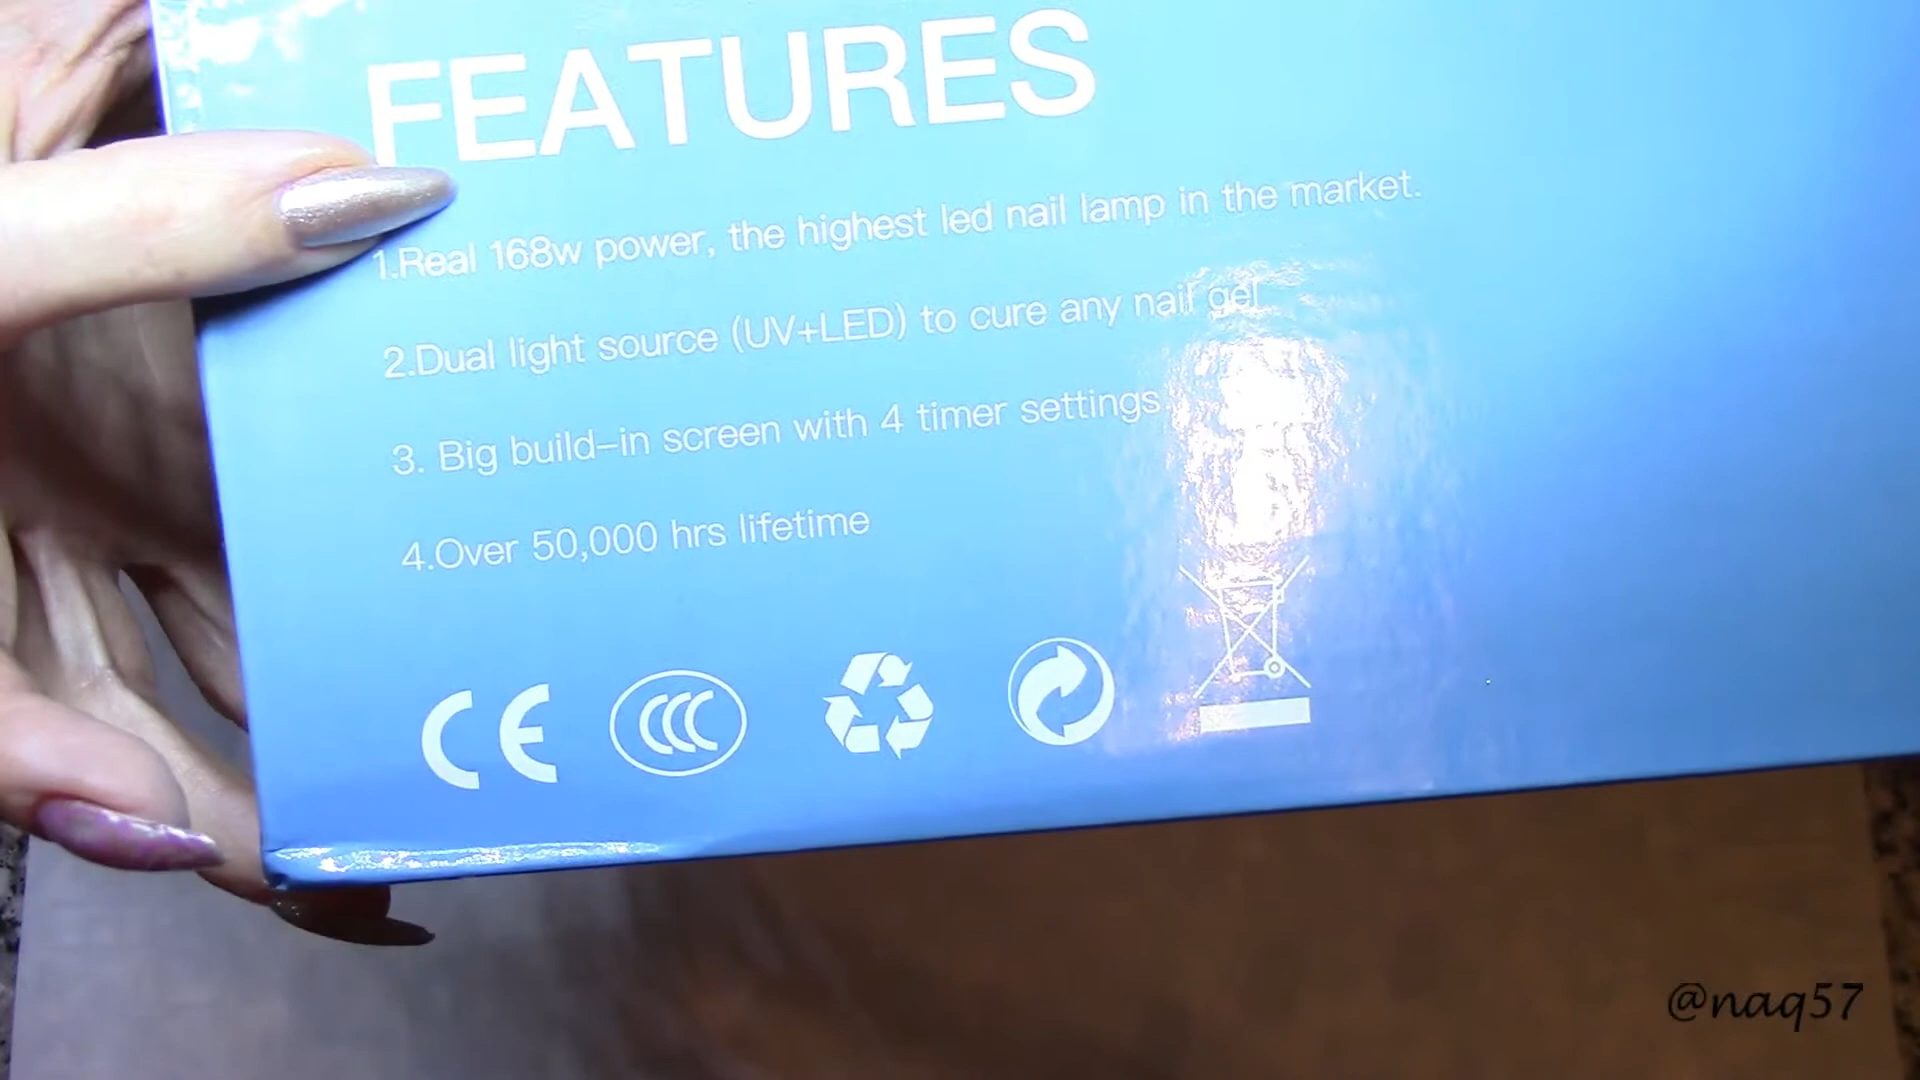 FEATURES
1.Real 168w power, the highest led nail lamp in the market.
2.Dual light source (UV+LED) to cure any nail gel
3. Big build-in screen with 4 timer settings
4.Over 50,000 hrs lifetime
CE CCC
@naq57